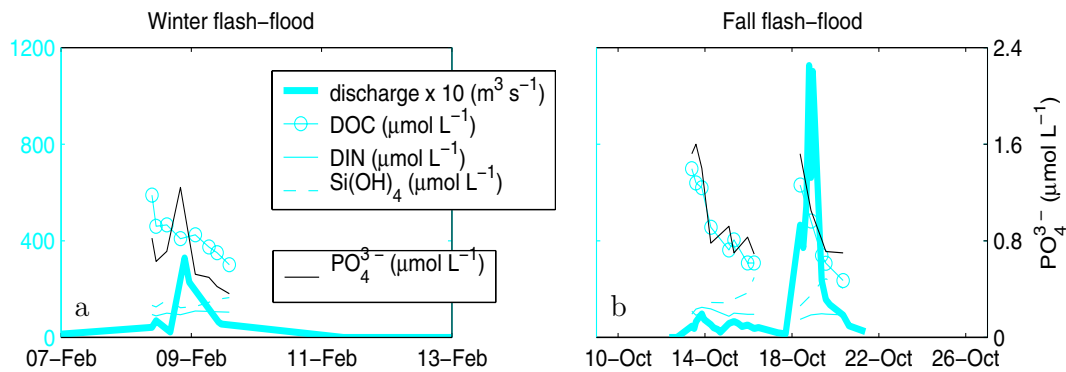 Winter flash−flood
Fall flash−flood
1200
800
400
0
discharge x 10 (m³ s⁻¹)
DOC (μmol L⁻¹)
DIN (μmol L⁻¹)
Si(OH)₄ (μmol L⁻¹)
PO₄³⁻ (μmol L⁻¹)
a
07−Feb 09−Feb 11−Feb 13−Feb
b
10−Oct 14−Oct 18−Oct 22−Oct 26−Oct
2.4
1.6
0.8
0
PO₄³⁻ (μmol L⁻¹)